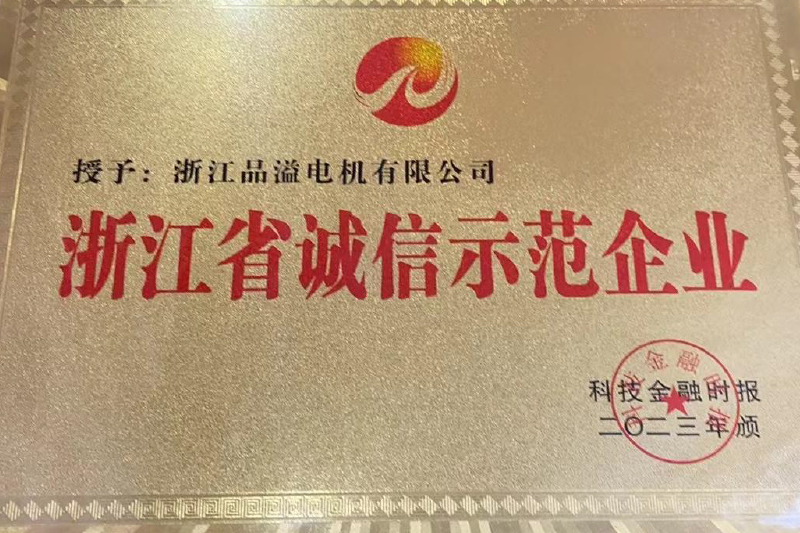 授予：浙江品溢电机有限公司
浙江省诚信示范企业
科技金融时报
二〇二三年颁